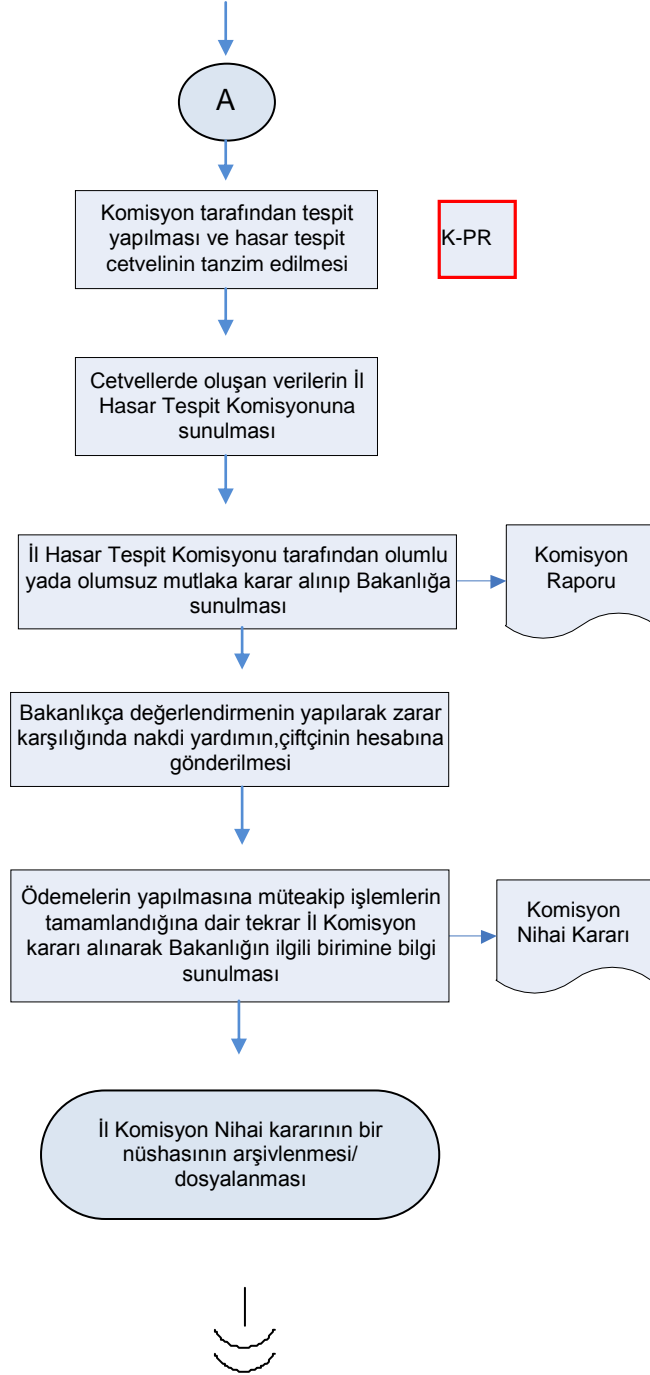 A
Komisyon tarafından tespit
yapılması ve hasar tespit
cetvelinin tanzim edilmesi
K-PR
Cetvellerde oluşan verilerin İl
Hasar Tespit Komisyonuna
sunulması
İl Hasar Tespit Komisyonu tarafından olumlu
yada olumsuz mutlaka karar alınıp Bakanlığa
sunulması
Komisyon
Raporu
Bakanlıkça değerlendirmenin yapılarak zarar
karşılığında nakdi yardımın,çiftçinin hesabına
gönderilmesi
Ödemelerin yapılmasına müteakip işlemlerin
tamamlandığına dair tekrar İl Komisyon
kararı alınarak Bakanlığın ilgili birimine bilgi
sunulması
Komisyon
Nihai Kararı
İl Komisyon Nihai kararının bir
nüshasının arşivlenmesi/
dosyalanması